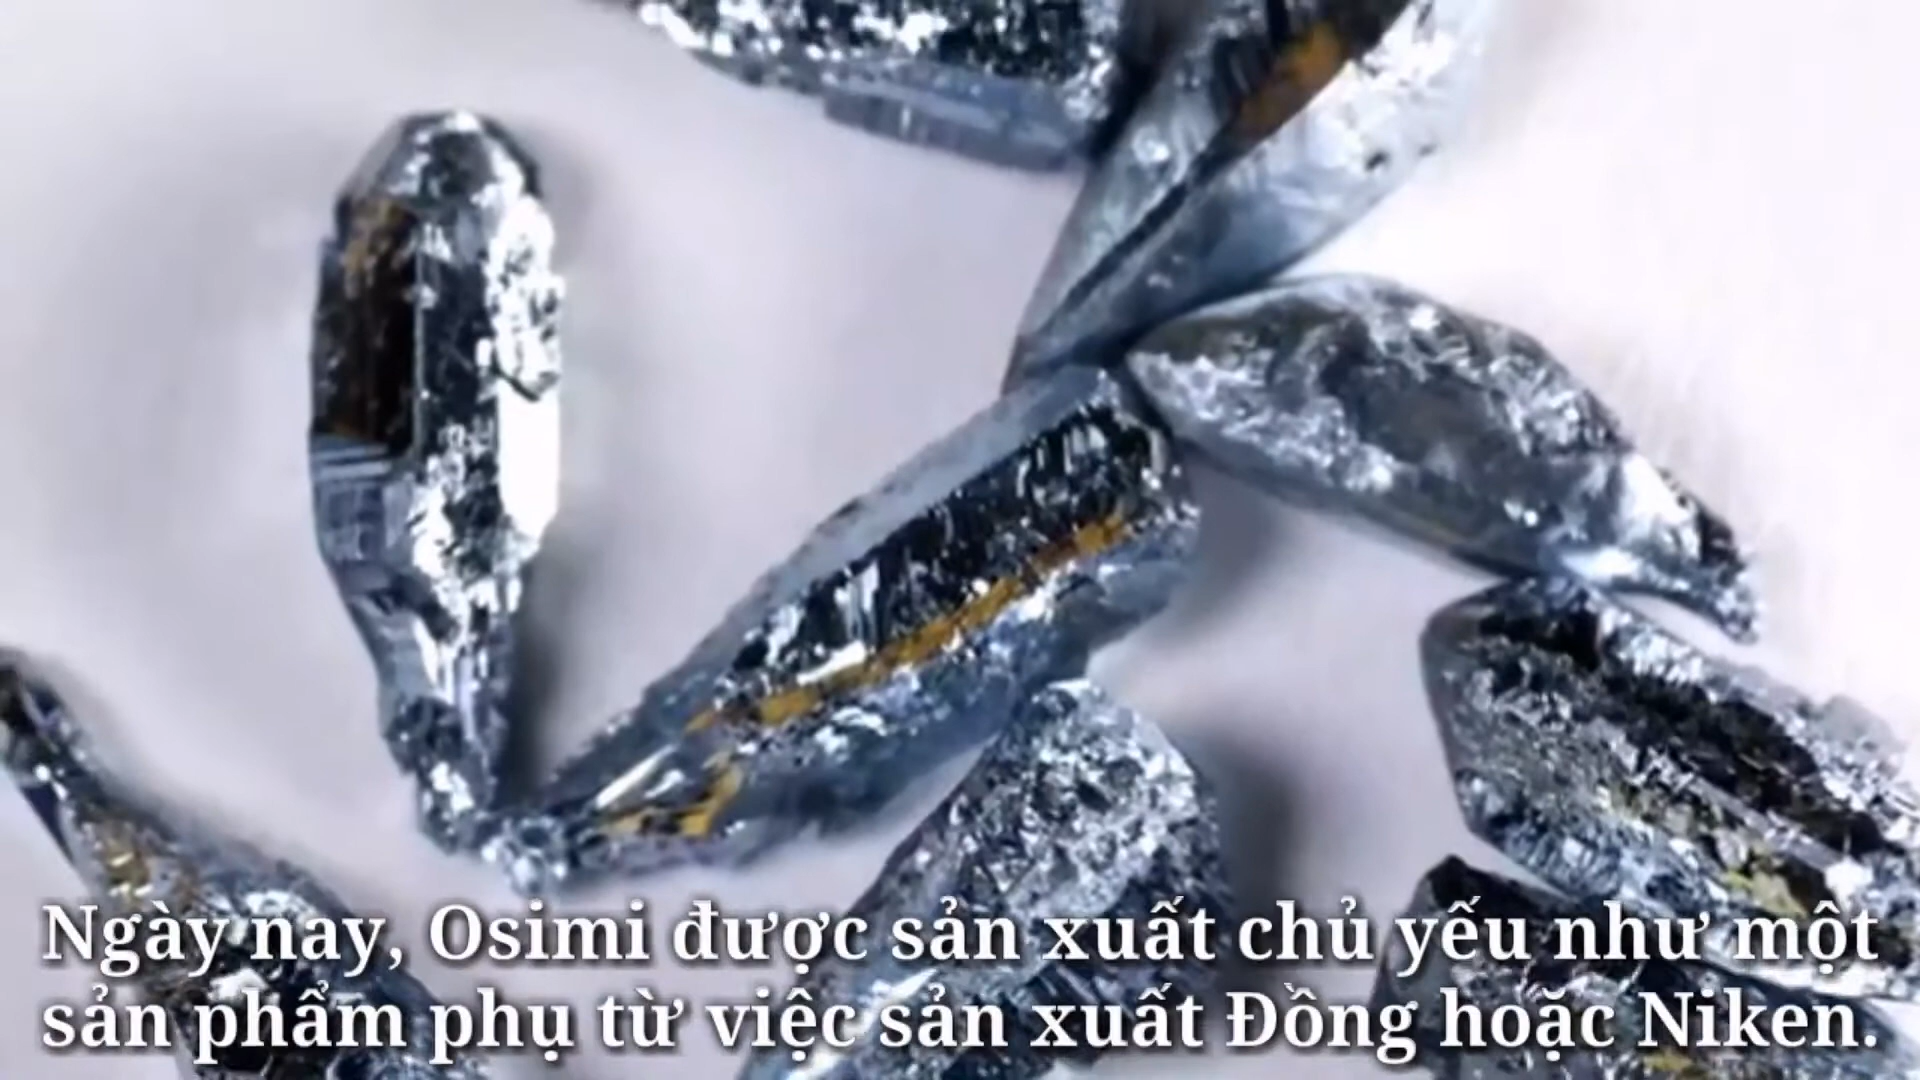 Ngày nay, Osimi được sản xuất chủ yếu như một
sản phẩm phụ từ việc sản xuất Đồng hoặc Niken.